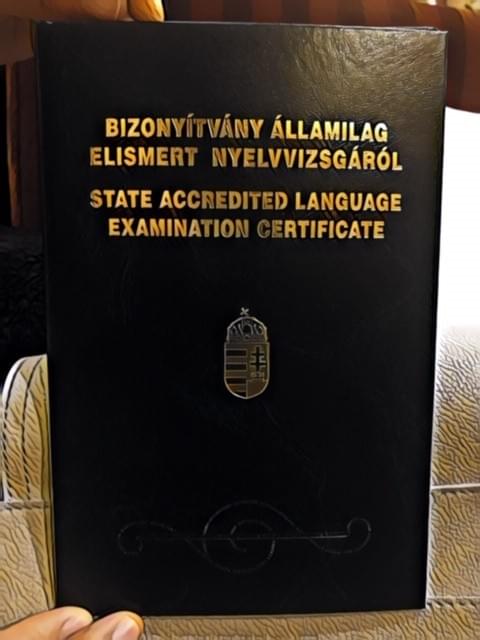 BIZONYÍTVÁNY ÁLLAMILAG
ELISMERT NYELVVIZSGÁRÓL
STATE ACCREDITED LANGUAGE
EXAMINATION CERTIFICATE